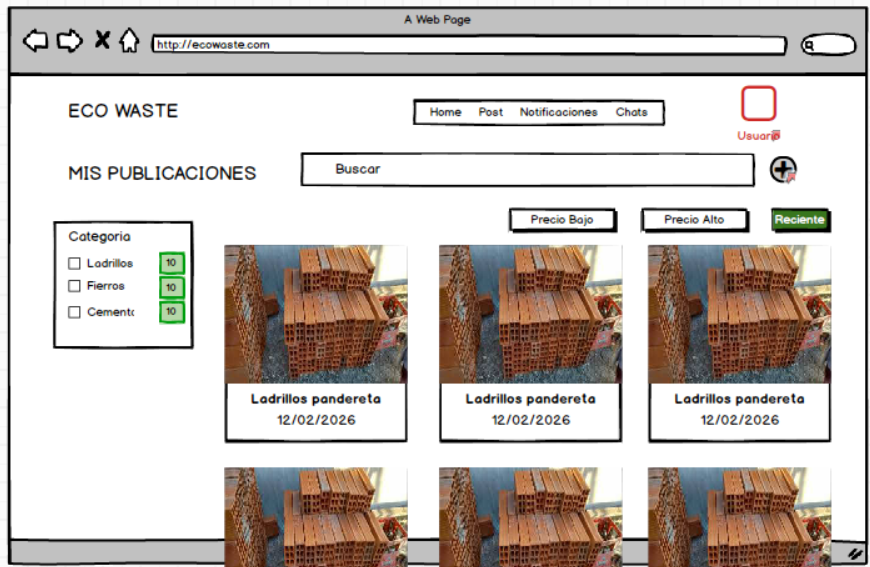 A Web Page
http://ecowaste.com
ECO WASTE
Home Post Notificaciones Chats
Usuario
MIS PUBLICACIONES
Buscar
Precio Bajo Precio Alto Reciente
Categoria
Ladrillos 10
Fierros 10
Cemento 10
Ladrillos pandereta Ladrillos pandereta Ladrillos pandereta
12/02/2026 12/02/2026 12/02/2026